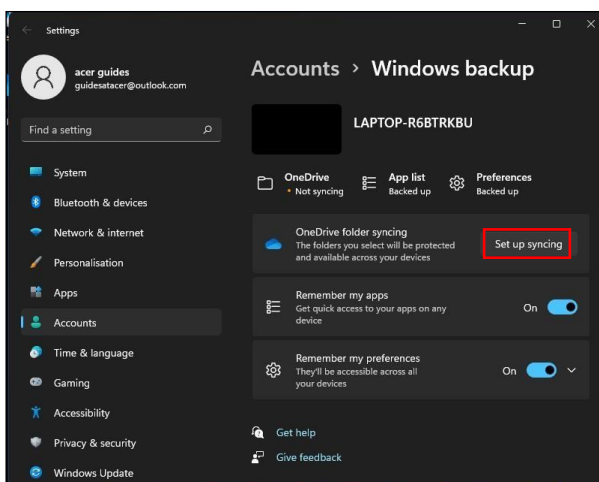 Settings
acer guides
guidesatacer@outlook.com
Find a setting
System
Bluetooth & devices
Network & internet
Personalisation
Apps
Accounts
Time & language
Gaming
Accessibility
Privacy & security
Windows Update
Accounts > Windows backup
LAPTOP-R6BTRKBU
OneDrive
• Not syncing
App list
Backed up
Preferences
Backed up
OneDrive folder syncing
The folders you select will be protected
and available across your devices
Set up syncing
Remember my apps
Get quick access to your apps on any
device
On
Remember my preferences
They'll be accessible across all
your devices
On
Get help
Give feedback